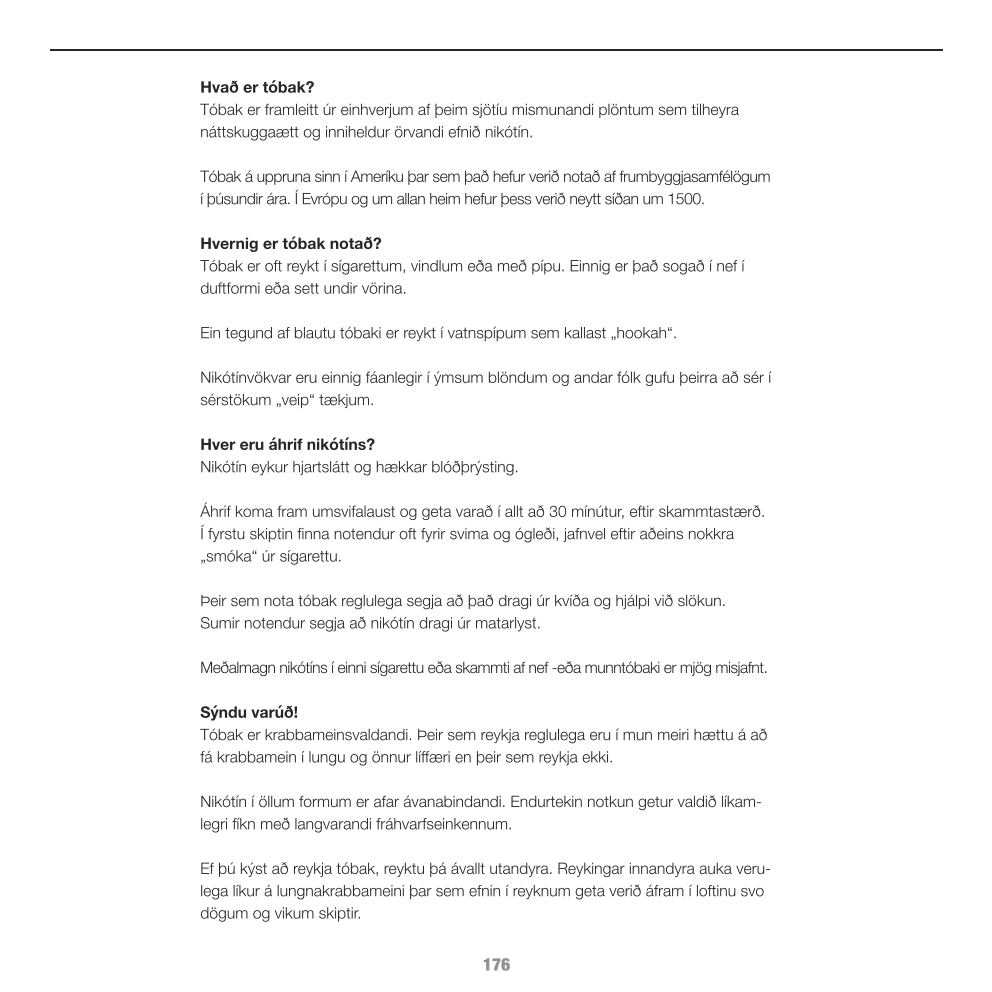 Hvað er tóbak?
Tóbak er framleitt úr einhverjum af þeim sjötíu mismunandi plöntum sem tilheyra
náttskuggaætt og inniheldur örvandi efnið nikótín.
Tóbak á uppruna sinn í Ameríku þar sem það hefur verið notað af frumbyggjasamfélögum
í þúsundir ára. Í Evrópu og um allan heim hefur þess verið neytt síðan um 1500.
Hvernig er tóbak notað?
Tóbak er oft reykt í sígarettum, vindlum eða með pípu. Einnig er það sogað í nef í
duftformi eða sett undir vörina.
Ein tegund af blautu tóbaki er reykt í vatnspípum sem kallast „hookah“.
Nikótínvökvar eru einnig fáanlegir í ýmsum blöndum og andar fólk gufu þeirra að sér í
sérstökum „veip“ tækjum.
Hver eru áhrif nikótíns?
Nikótín eykur hjartslátt og hækkar blóðþrýsting.
Áhrif koma fram umsvifalaust og geta varað í allt að 30 mínútur, eftir skammtastærð.
Í fyrstu skiptin finna notendur oft fyrir svima og ógleði, jafnvel eftir aðeins nokkra
„smóka“ úr sígarettu.
Þeir sem nota tóbak reglulega segja að það dragi úr kvíða og hjálpi við slökun.
Sumir notendur segja að nikótín dragi úr matarlyst.
Meðalmagn nikótíns í einni sígarettu eða skammti af nef -eða munntóbaki er mjög misjafnt.
Sýndu varúð!
Tóbak er krabbameinsvaldandi. Þeir sem reykja reglulega eru í mun meiri hættu á að
fá krabbamein í lungu og önnur líffæri en þeir sem reykja ekki.
Nikótín í öllum formum er afar ávanabindandi. Endurtekin notkun getur valdið líkam-
legri fíkn með langvarandi fráhvarfseinkennum.
Ef þú kýst að reykja tóbak, reyktu þá ávallt utandyra. Reykingar innandyra auka veru-
lega líkur á lungnakrabbameini þar sem efnin í reyknum geta verið áfram í loftinu svo
dögum og vikum skiptir.
176